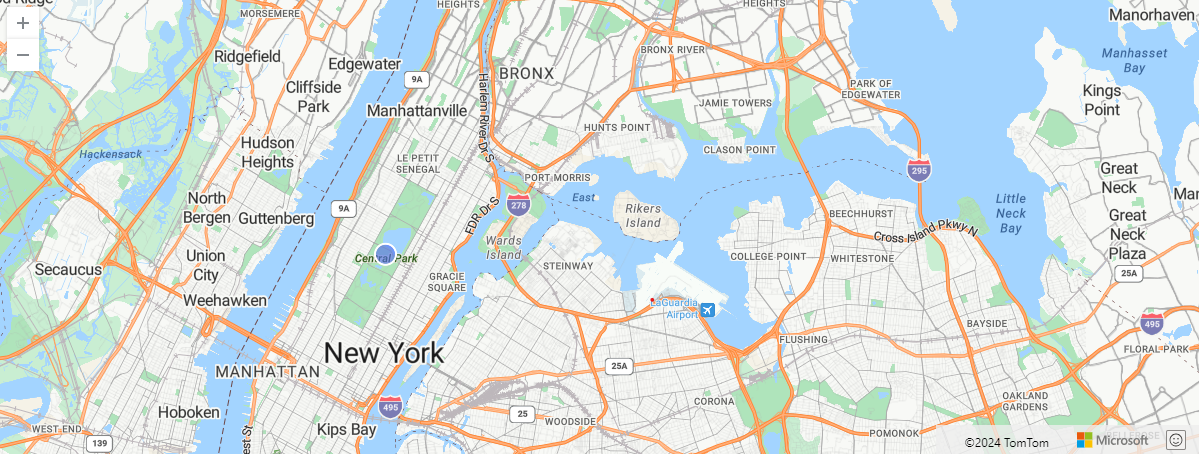 MORSEMERE
HEIGHTS
HEIGHTS
Manorhaven
Ridgefield
Edgewater
9A
BRONX
BRONX RIVER
PARK OF
EDGEWATER
Manhasset
Bay
Cliffside
Park
Manhattanville
Harlem River Dr S
JAMIE TOWERS
Kings
Point
HUNTS POINT
Hackensack
Hudson
Heights
LE PETIT
SENEGAL
PORT MORRIS
CLASON POINT
295
Great
Neck
North
Bergen
Guttenberg
9A
FDR Dr S
278
East
Rikers
Island
BEECHHURST
Cross Island Pkwy N
Little
Neck
Bay
Great
Neck
Plaza
Wards
Island
Union
City
Secaucus
Central Park
GRACIE
SQUARE
STEINWAY
COLLEGE POINT
WHITESTONE
25A
Weehawken
LaGuardia
Airport
495
BAYSIDE
New York
FLUSHING
FLORAL PARK
MANHATTAN
25A
Hoboken
495
25
WOODSIDE
CORONA
OAKLAND
GARDENS
WEST END
139
Kips Bay
POMONOK
©2024 TomTom
Microsoft